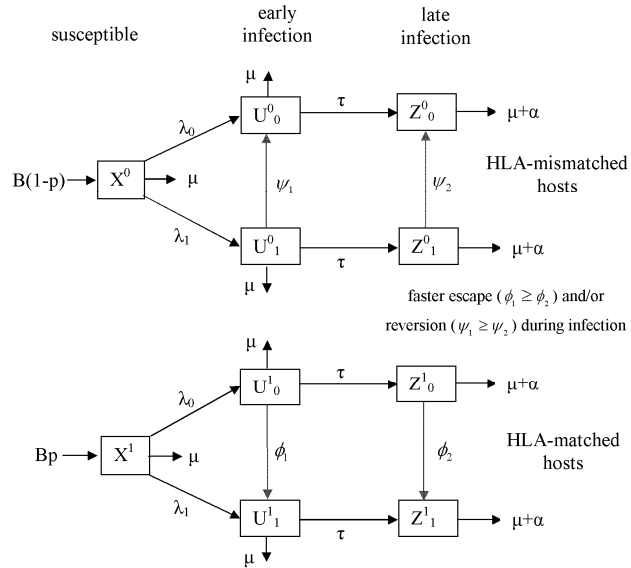 susceptible
early
infection
late
infection
μ
U⁰₀
τ
Z⁰₀
μ+α
λ₀
B(1-p)
X⁰
μ
ψ₁
ψ₂
HLA-mismatched
hosts
λ₁
U⁰₁
τ
Z⁰₁
μ+α
μ
faster escape (ϕ₁ ≥ ϕ₂) and/or
reversion (ψ₁ ≥ ψ₂) during infection
μ
U¹₀
τ
Z¹₀
μ+α
λ₀
Bp
X¹
μ
ϕ₁
ϕ₂
HLA-matched
hosts
λ₁
U¹₁
τ
Z¹₁
μ+α
μ